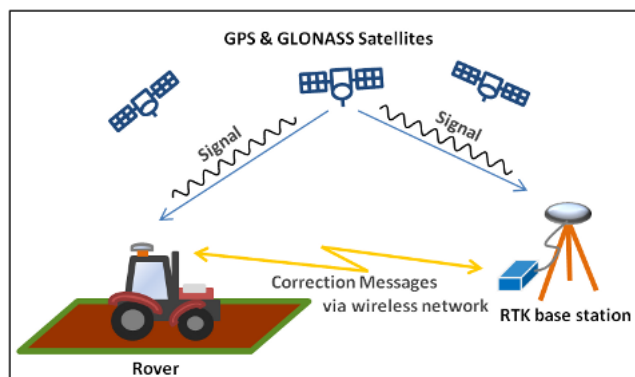 GPS & GLONASS Satellites
Signal
Signal
Correction Messages
via wireless network
RTK base station
Rover